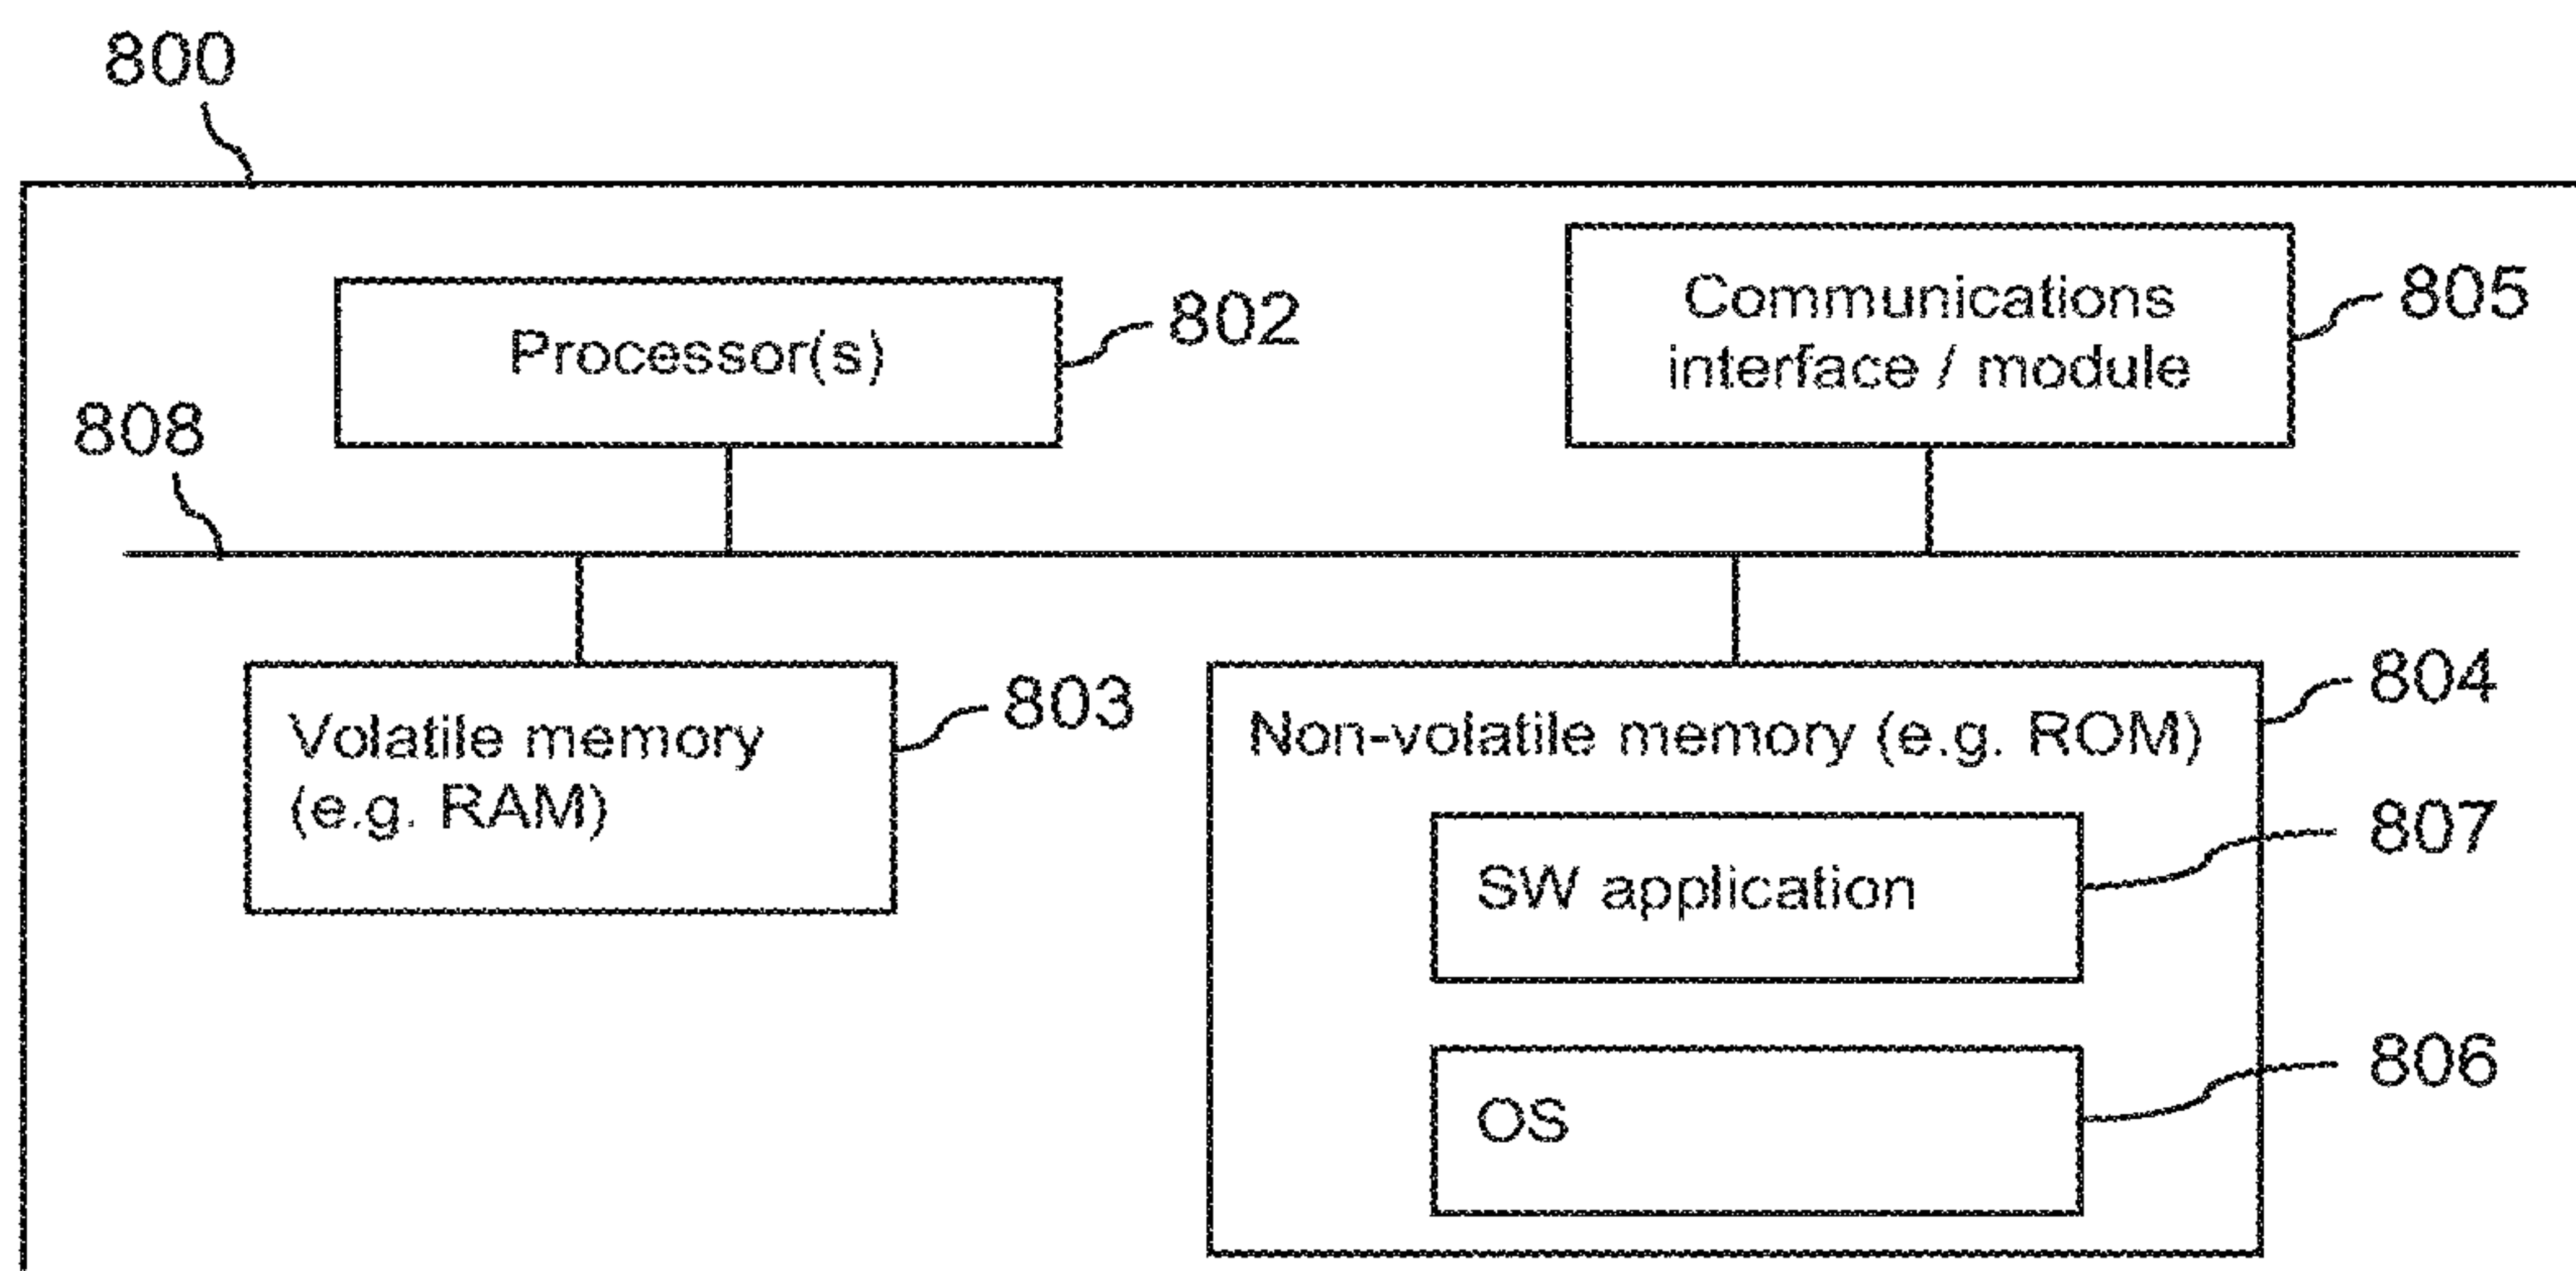 800
Processor(s)
802
Communications
interface / module
805
808
Volatile memory
(e.g. RAM)
803
Non-volatile memory (e.g. ROM)
804
SW application
807
OS
806